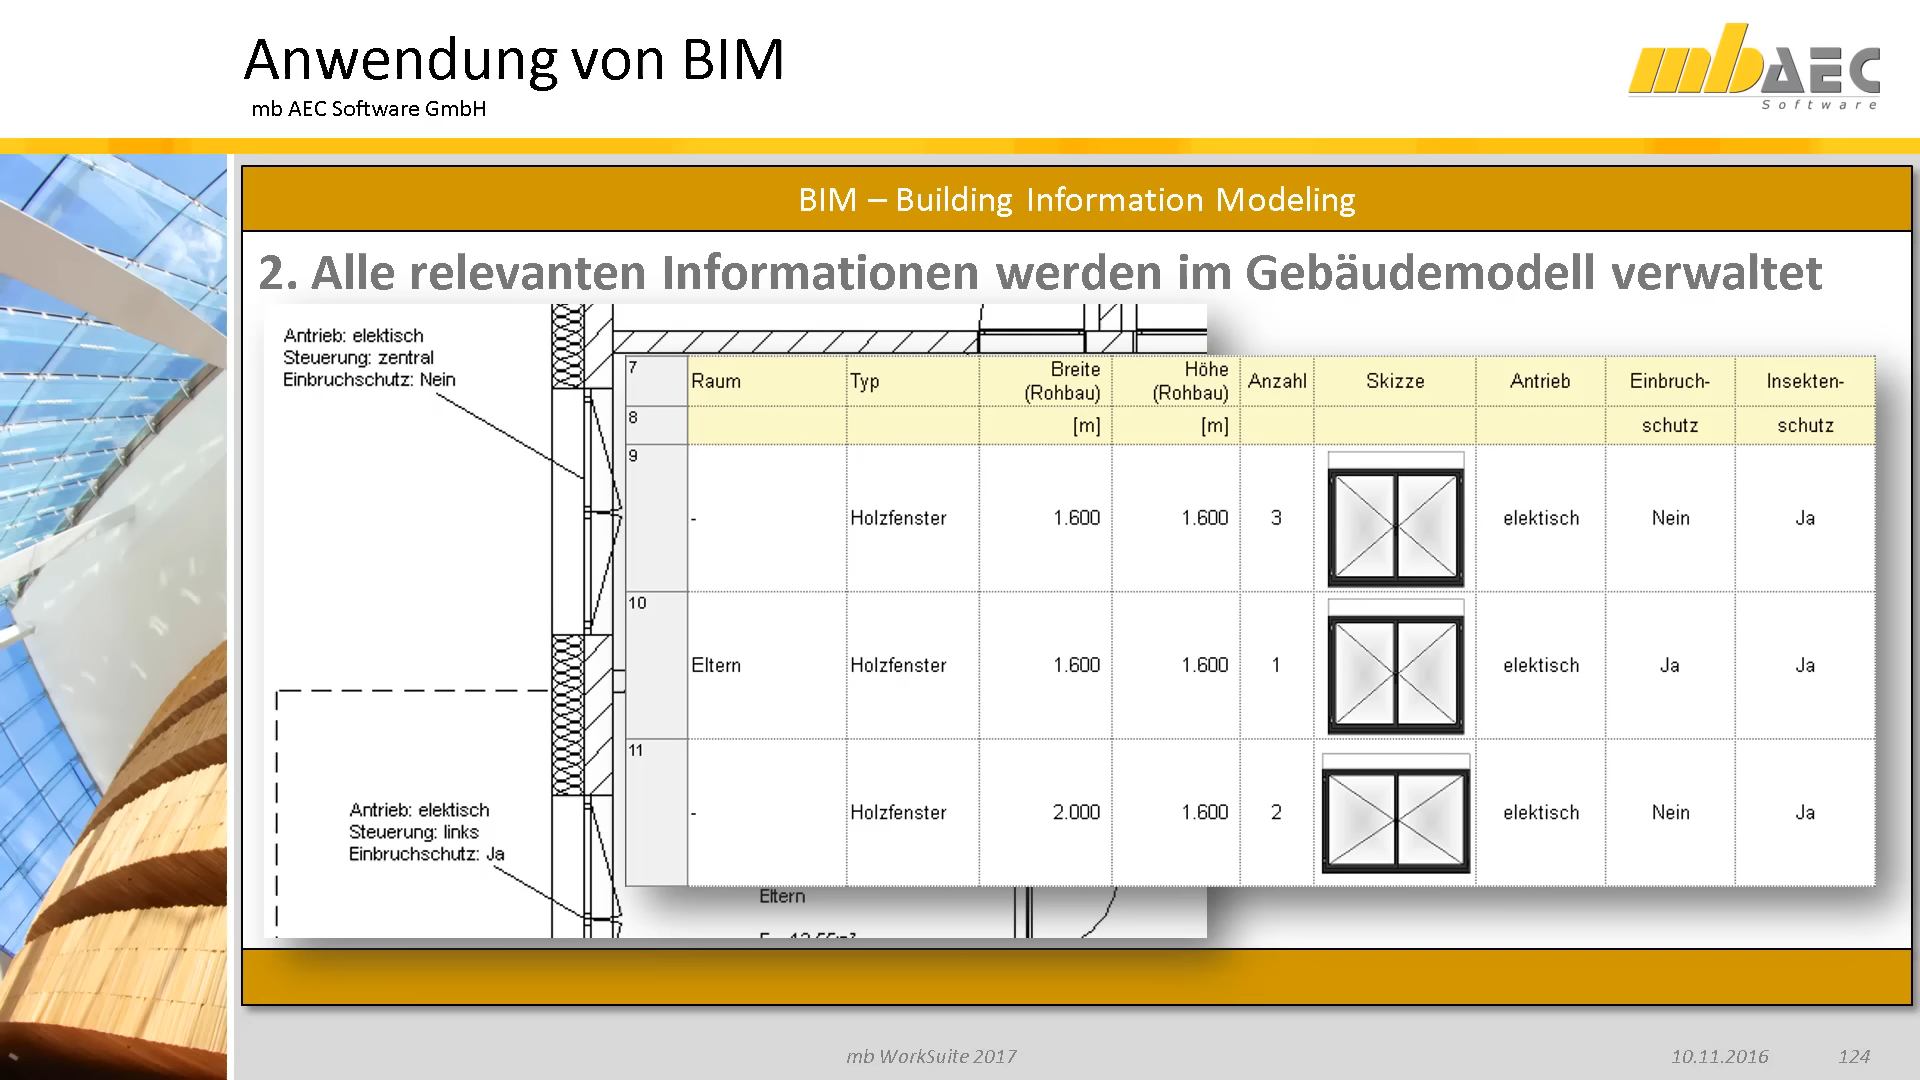 Anwendung von BIM
mb AEC Software GmbH
mb AEC
Software
BIM – Building Information Modeling
2. Alle relevanten Informationen werden im Gebäudemodell verwaltet
Antrieb: elektisch
Steuerung: zentral
Einbruchschutz: Nein
7 Raum Typ Breite (Rohbau) Höhe (Rohbau) Anzahl Skizze Antrieb Einbruch- Insekten-
8 [m] [m] schutz schutz
9 - Holzfenster 1.600 1.600 3 elektisch Nein Ja
10 Eltern Holzfenster 1.600 1.600 1 elektisch Ja Ja
11 - Holzfenster 2.000 1.600 2 elektisch Nein Ja
Antrieb: elektisch
Steuerung: links
Einbruchschutz: Ja
Eltern
mb WorkSuite 2017
10.11.2016
124